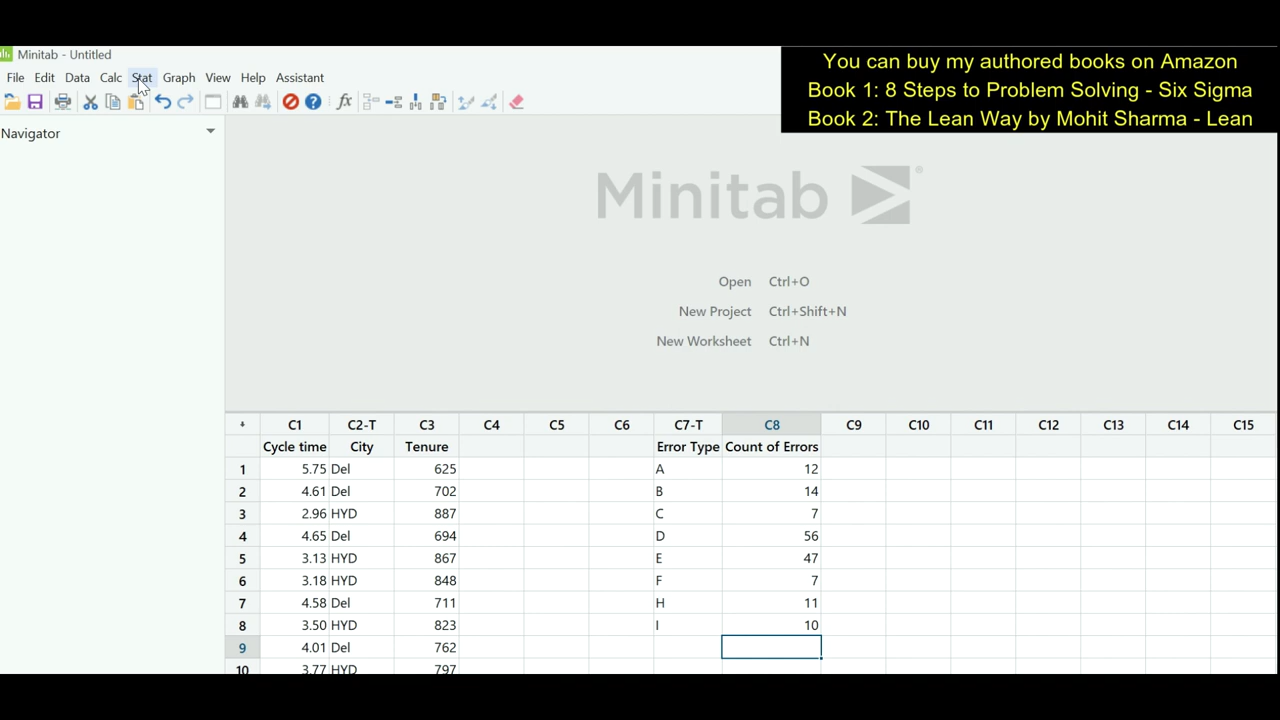 Minitab - Untitled
You can buy my authored books on Amazon
Book 1: 8 Steps to Problem Solving - Six Sigma
Book 2: The Lean Way by Mohit Sharma - Lean
File Edit Data Calc Stat Graph View Help Assistant
Navigator
Minitab
Open Ctrl+O
New Project Ctrl+Shift+N
New Worksheet Ctrl+N
C1 C2-T C3 C4 C5 C6 C7-T C8 C9 C10 C11 C12 C13 C14 C15
Cycle time City Tenure Error Type Count of Errors
1 5.75 Del 625 A 12
2 4.61 Del 702 B 14
3 2.96 HYD 887 C 7
4 4.65 Del 694 D 56
5 3.13 HYD 867 E 47
6 3.18 HYD 848 F 7
7 4.58 Del 711 H 11
8 3.50 HYD 823 I 10
9 4.01 Del 762
10 3.77 HYD 797